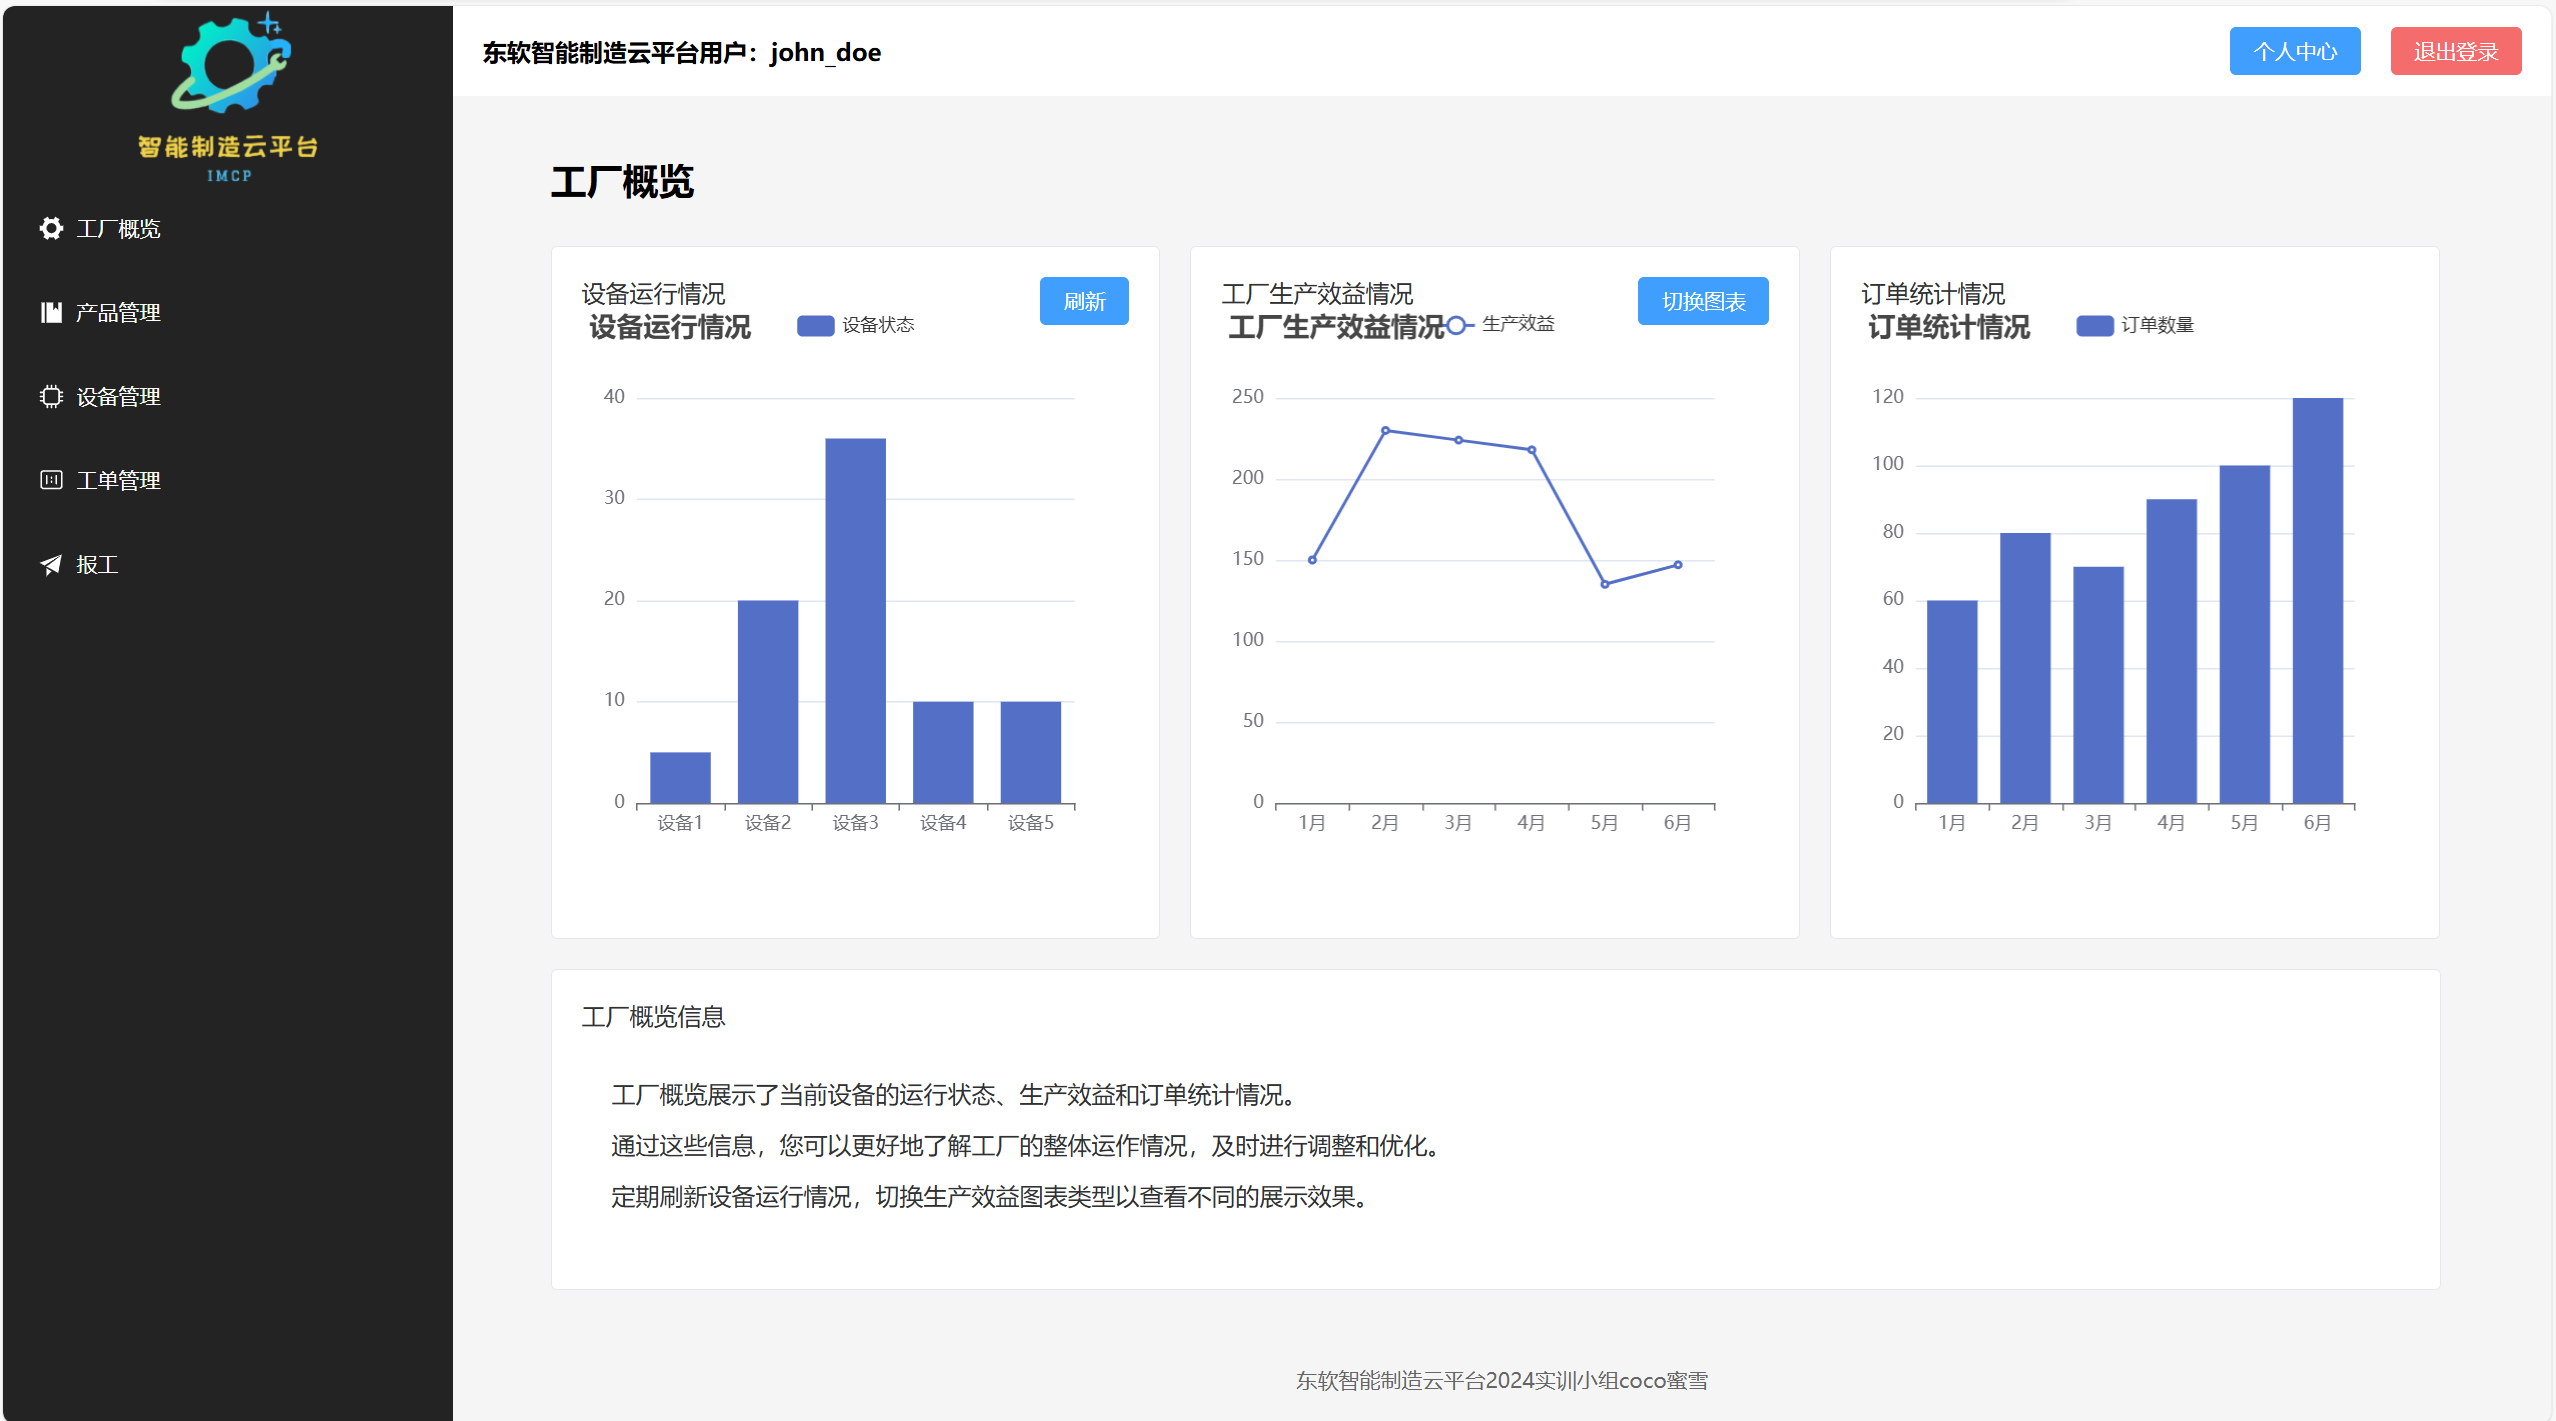 智能制造云平台
IMCP
工厂概览
产品管理
设备管理
工单管理
报工
东软智能制造云平台用户：john_doe
个人中心
退出登录
工厂概览
设备运行情况
刷新
设备运行情况
设备状态
40
30
20
10
0
设备1 设备2 设备3 设备4 设备5
工厂生产效益情况
切换图表
工厂生产效益情况
生产效益
250
200
150
100
50
0
1月 2月 3月 4月 5月 6月
订单统计情况
订单统计情况
订单数量
120
100
80
60
40
20
0
1月 2月 3月 4月 5月 6月
工厂概览信息
工厂概览展示了当前设备的运行状态、生产效益和订单统计情况。
通过这些信息，您可以更好地了解工厂的整体运作情况，及时进行调整和优化。
定期刷新设备运行情况，切换生产效益图表类型以查看不同的展示效果。
东软智能制造云平台2024实训小组coco蜜雪